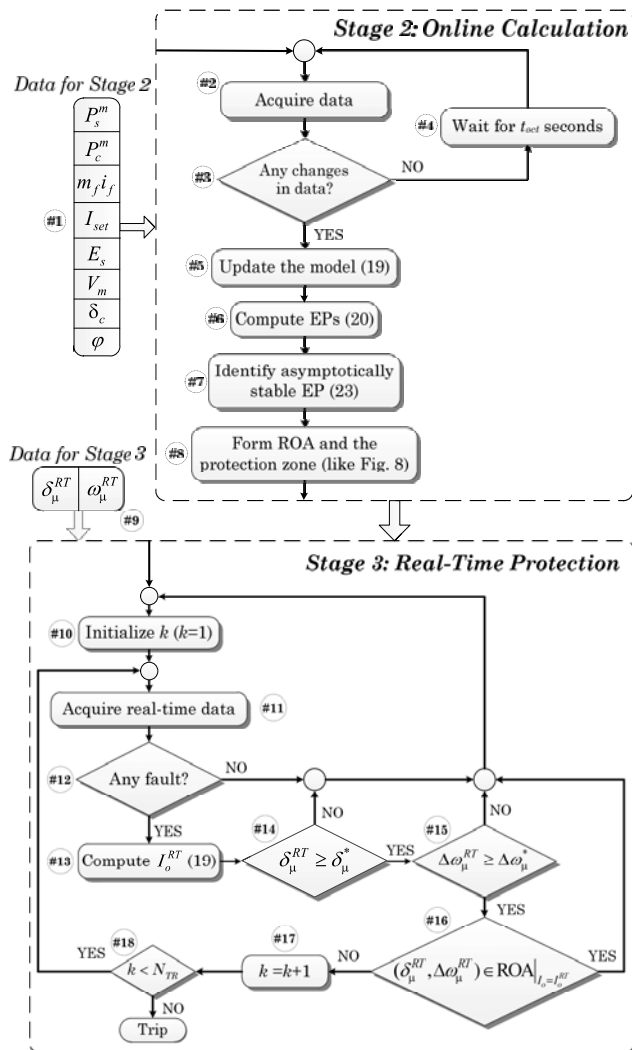 Stage 2: Online Calculation
Data for Stage 2
#1
P_s^m
P_c^m
m_f i_f
I_set
E_s
V_m
δ_c
φ
#2
Acquire data
#3
Any changes
in data?
NO
#4
Wait for t_oct seconds
YES
#5
Update the model (19)
#6
Compute EPs (20)
#7
Identify asymptotically
stable EP (23)
#8
Form ROA and the
protection zone (like Fig. 8)
Data for Stage 3
δ_μ^RT ω_μ^RT
#9
Stage 3: Real-Time Protection
#10
Initialize k (k=1)
Acquire real-time data
#11
#12
Any fault?
NO
YES
#13
Compute I_o^RT (19)
#14
δ_μ^RT ≥ δ_μ^*
NO
YES
#15
Δω_μ^RT ≥ Δω_μ^*
NO
YES
#16
(δ_μ^RT, Δω_μ^RT) ∈ ROA|_{I_o=I_o^RT}
YES
NO
#17
k =k+1
#18
k < N_TR
YES
NO
Trip